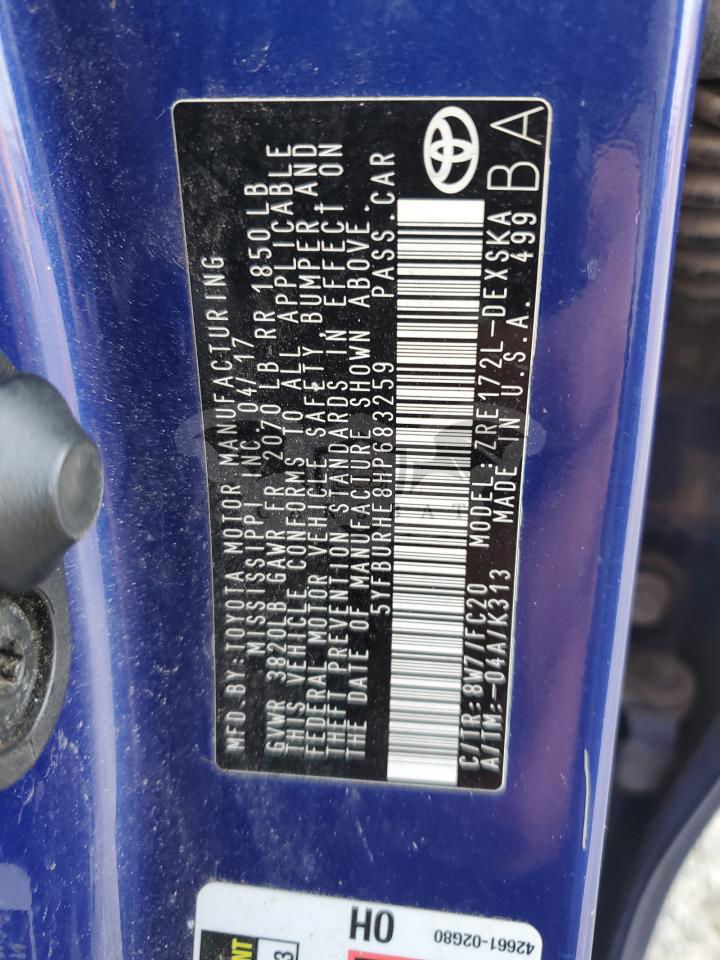 MFD. BY: TOYOTA MOTOR MANUFACTURING
MISSISSIPPI INC 04/17
GVWR 3820LB GAWR FR 2070LB RR 1850LB
THIS VEHICLE CONFORMS TO ALL APPLICABLE
FEDERAL MOTOR VEHICLE SAFETY, BUMPER AND
THEFT PREVENTION STANDARDS IN EFFECT ON
THE DATE OF MANUFACTURE SHOWN ABOVE.
5YFBURHE8HP683259 PASS.CAR
C/TR: 8W7/FC20 MODEL: ZRE172L-DEXSKA
A/TM:-04A/K313 MADE IN U.S.A. 499
BA
OH
42661-02G80